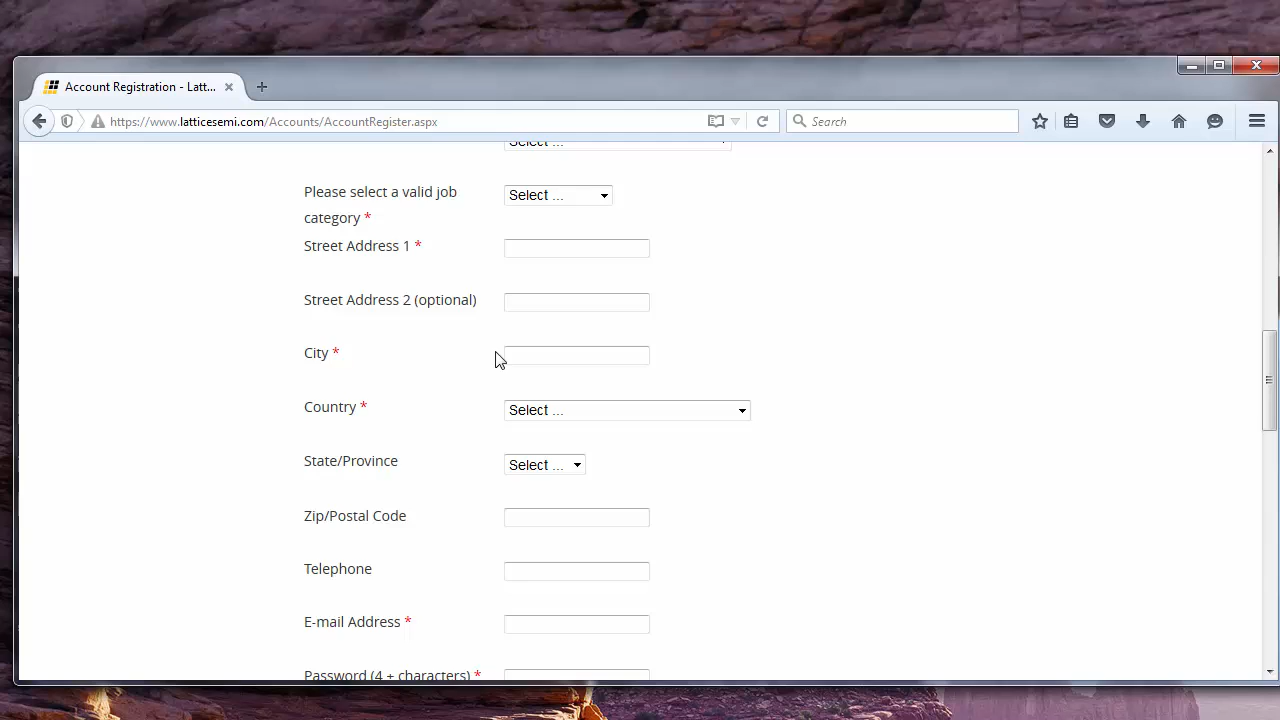 Account Registration - Latt...
https://www.latticesemi.com/Accounts/AccountRegister.aspx
Search
Select ...
Please select a valid job
category *
Select ...
Street Address 1 *
Street Address 2 (optional)
City *
Country *
Select ...
State/Province
Select ...
Zip/Postal Code
Telephone
E-mail Address *
Password (4 + characters) *